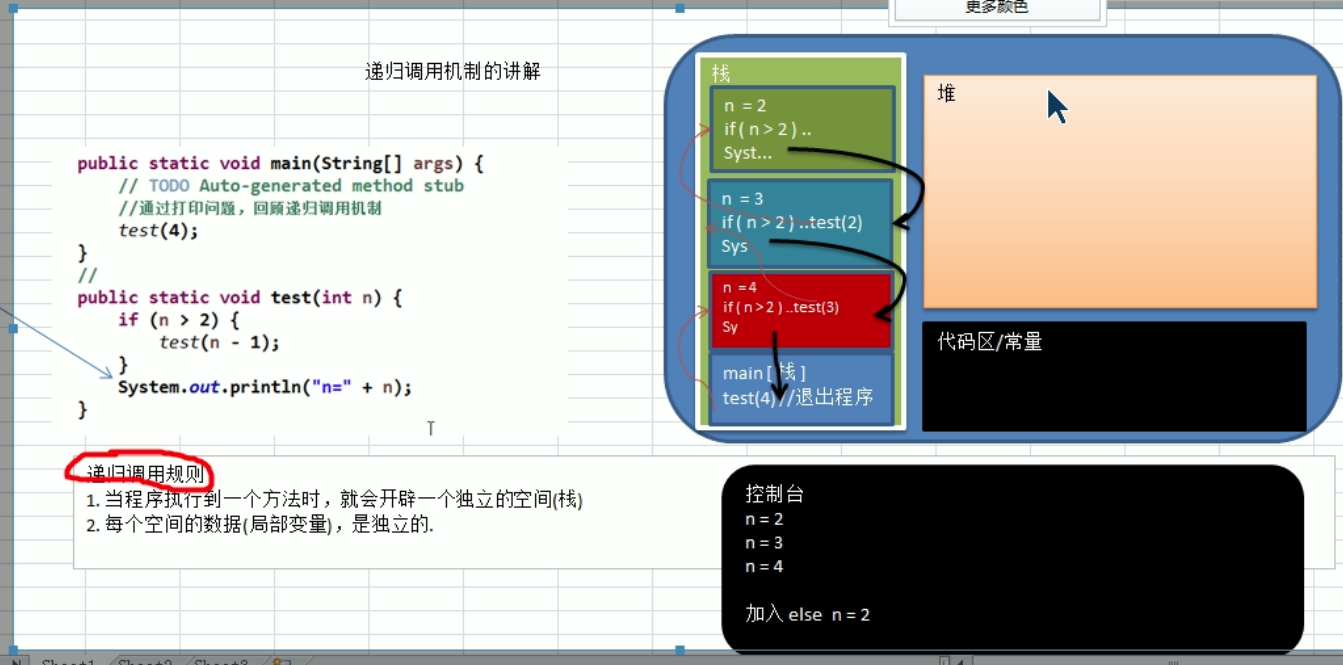 更多颜色
递归调用机制的讲解
public static void main(String[] args) {
// TODO Auto-generated method stub
//通过打印问题，回顾递归调用机制
test(4);
}
//
public static void test(int n) {
if (n > 2) {
test(n - 1);
}
System.out.println("n=" + n);
}
栈
n = 2
if ( n > 2 ) ..
Syst...
n = 3
if ( n > 2 ) ..test(2)
Sys
n =4
if ( n > 2 ) ..test(3)
Sy
main [ 栈 ]
test(4) //退出程序
堆
代码区/常量
递归调用规则
1. 当程序执行到一个方法时，就会开辟一个独立的空间(栈)
2. 每个空间的数据(局部变量)，是独立的.
控制台
n = 2
n = 3
n = 4
加入 else n = 2
Sheet1 Sheet2 Sheet3